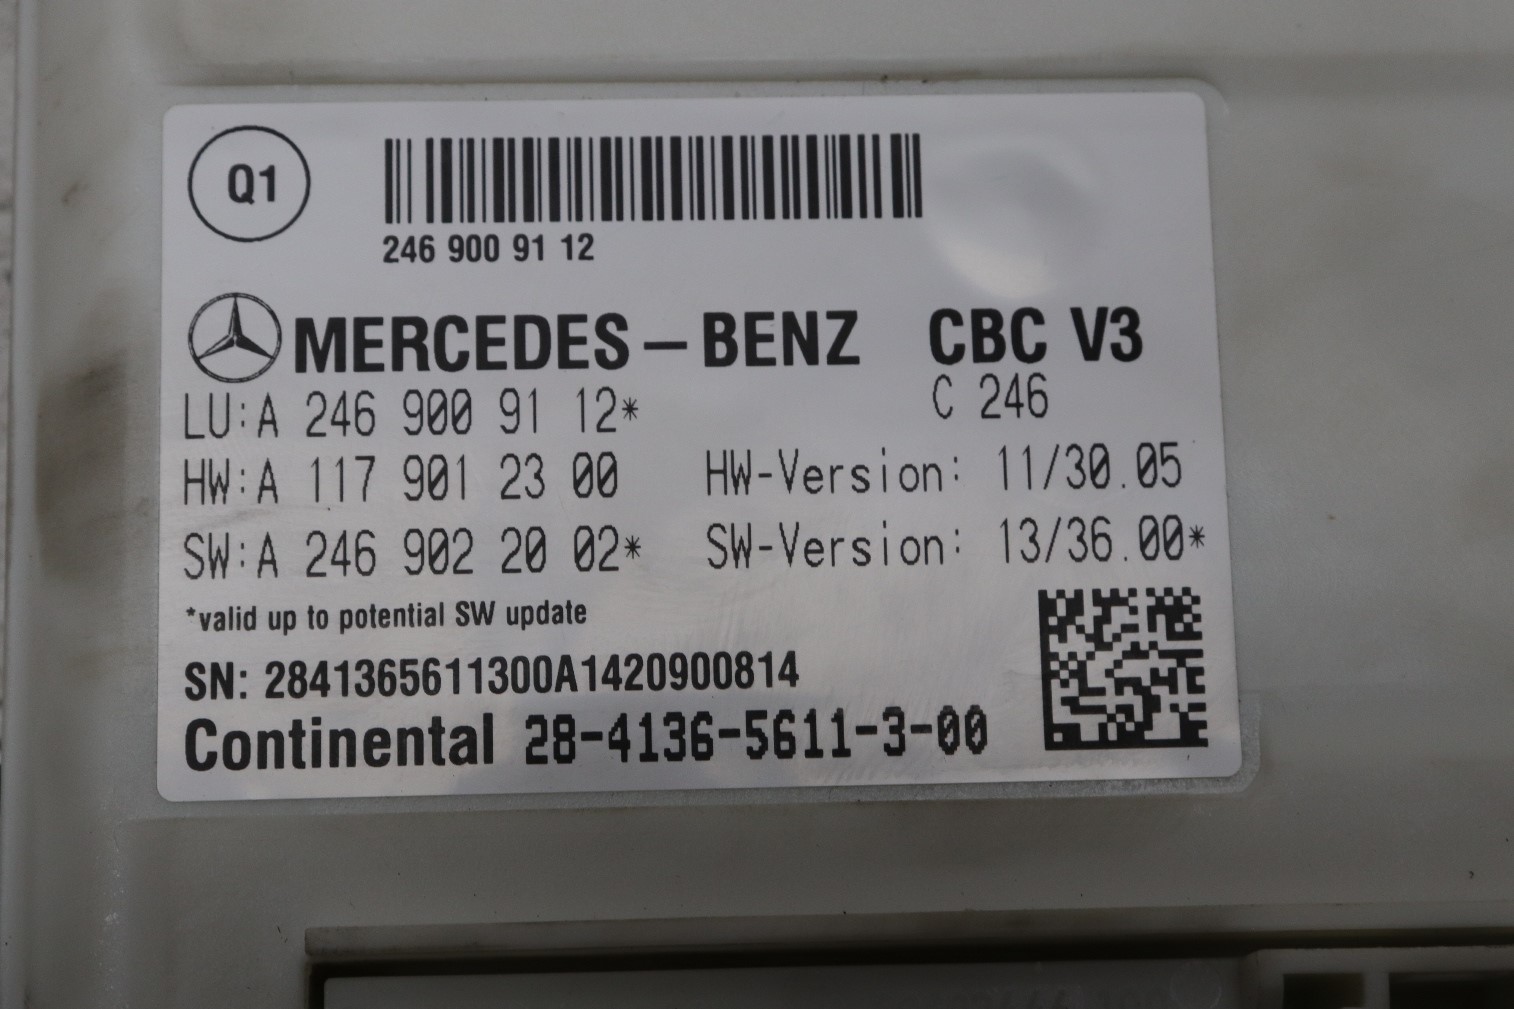 Q1
246 900 91 12
MERCEDES-BENZ CBC V3
C 246
LU:A 246 900 91 12*
HW:A 117 901 23 00 HW-Version: 11/30.05
SW:A 246 902 20 02* SW-Version: 13/36.00*
*valid up to potential SW update
SN: 2841365611300A1420900814
Continental 28-4136-5611-3-00